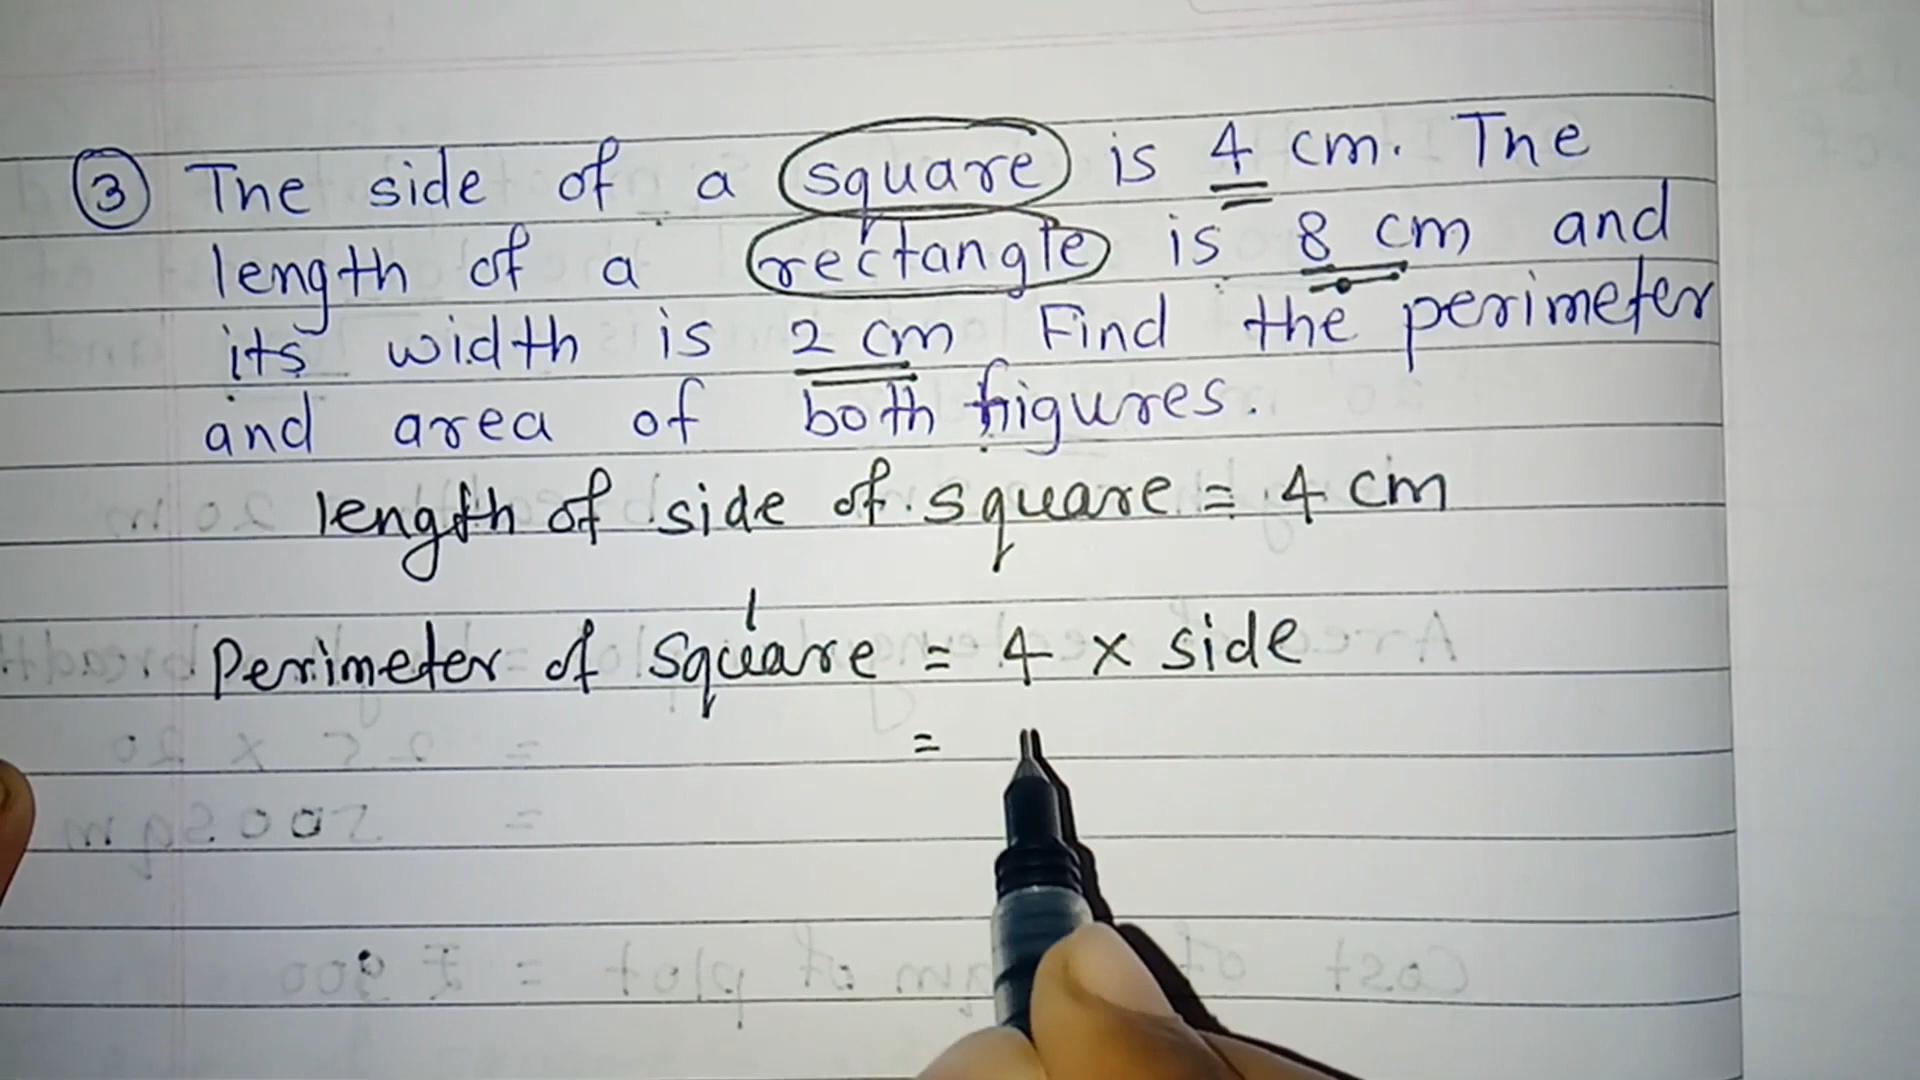 3 The side of a square is 4 cm. The
length of a rectangle is 8 cm and
its width is 2 cm Find the perimeter
and area of both figures.
length of side of square = 4 cm
Perimeter of square = 4 x side
=